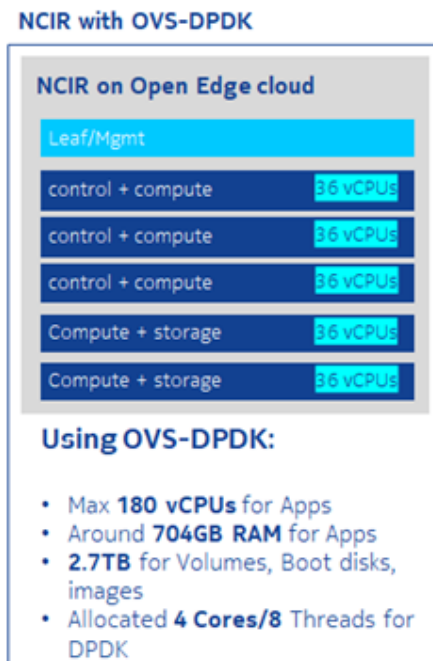 NCIR with OVS-DPDK
NCIR on Open Edge cloud
Leaf/Mgmt
control + compute 36 vCPUs
control + compute 36 vCPUs
control + compute 36 vCPUs
Compute + storage 36 vCPUs
Compute + storage 36 vCPUs
Using OVS-DPDK:
• Max 180 vCPUs for Apps
• Around 704GB RAM for Apps
• 2.7TB for Volumes, Boot disks,
images
• Allocated 4 Cores/8 Threads for
DPDK